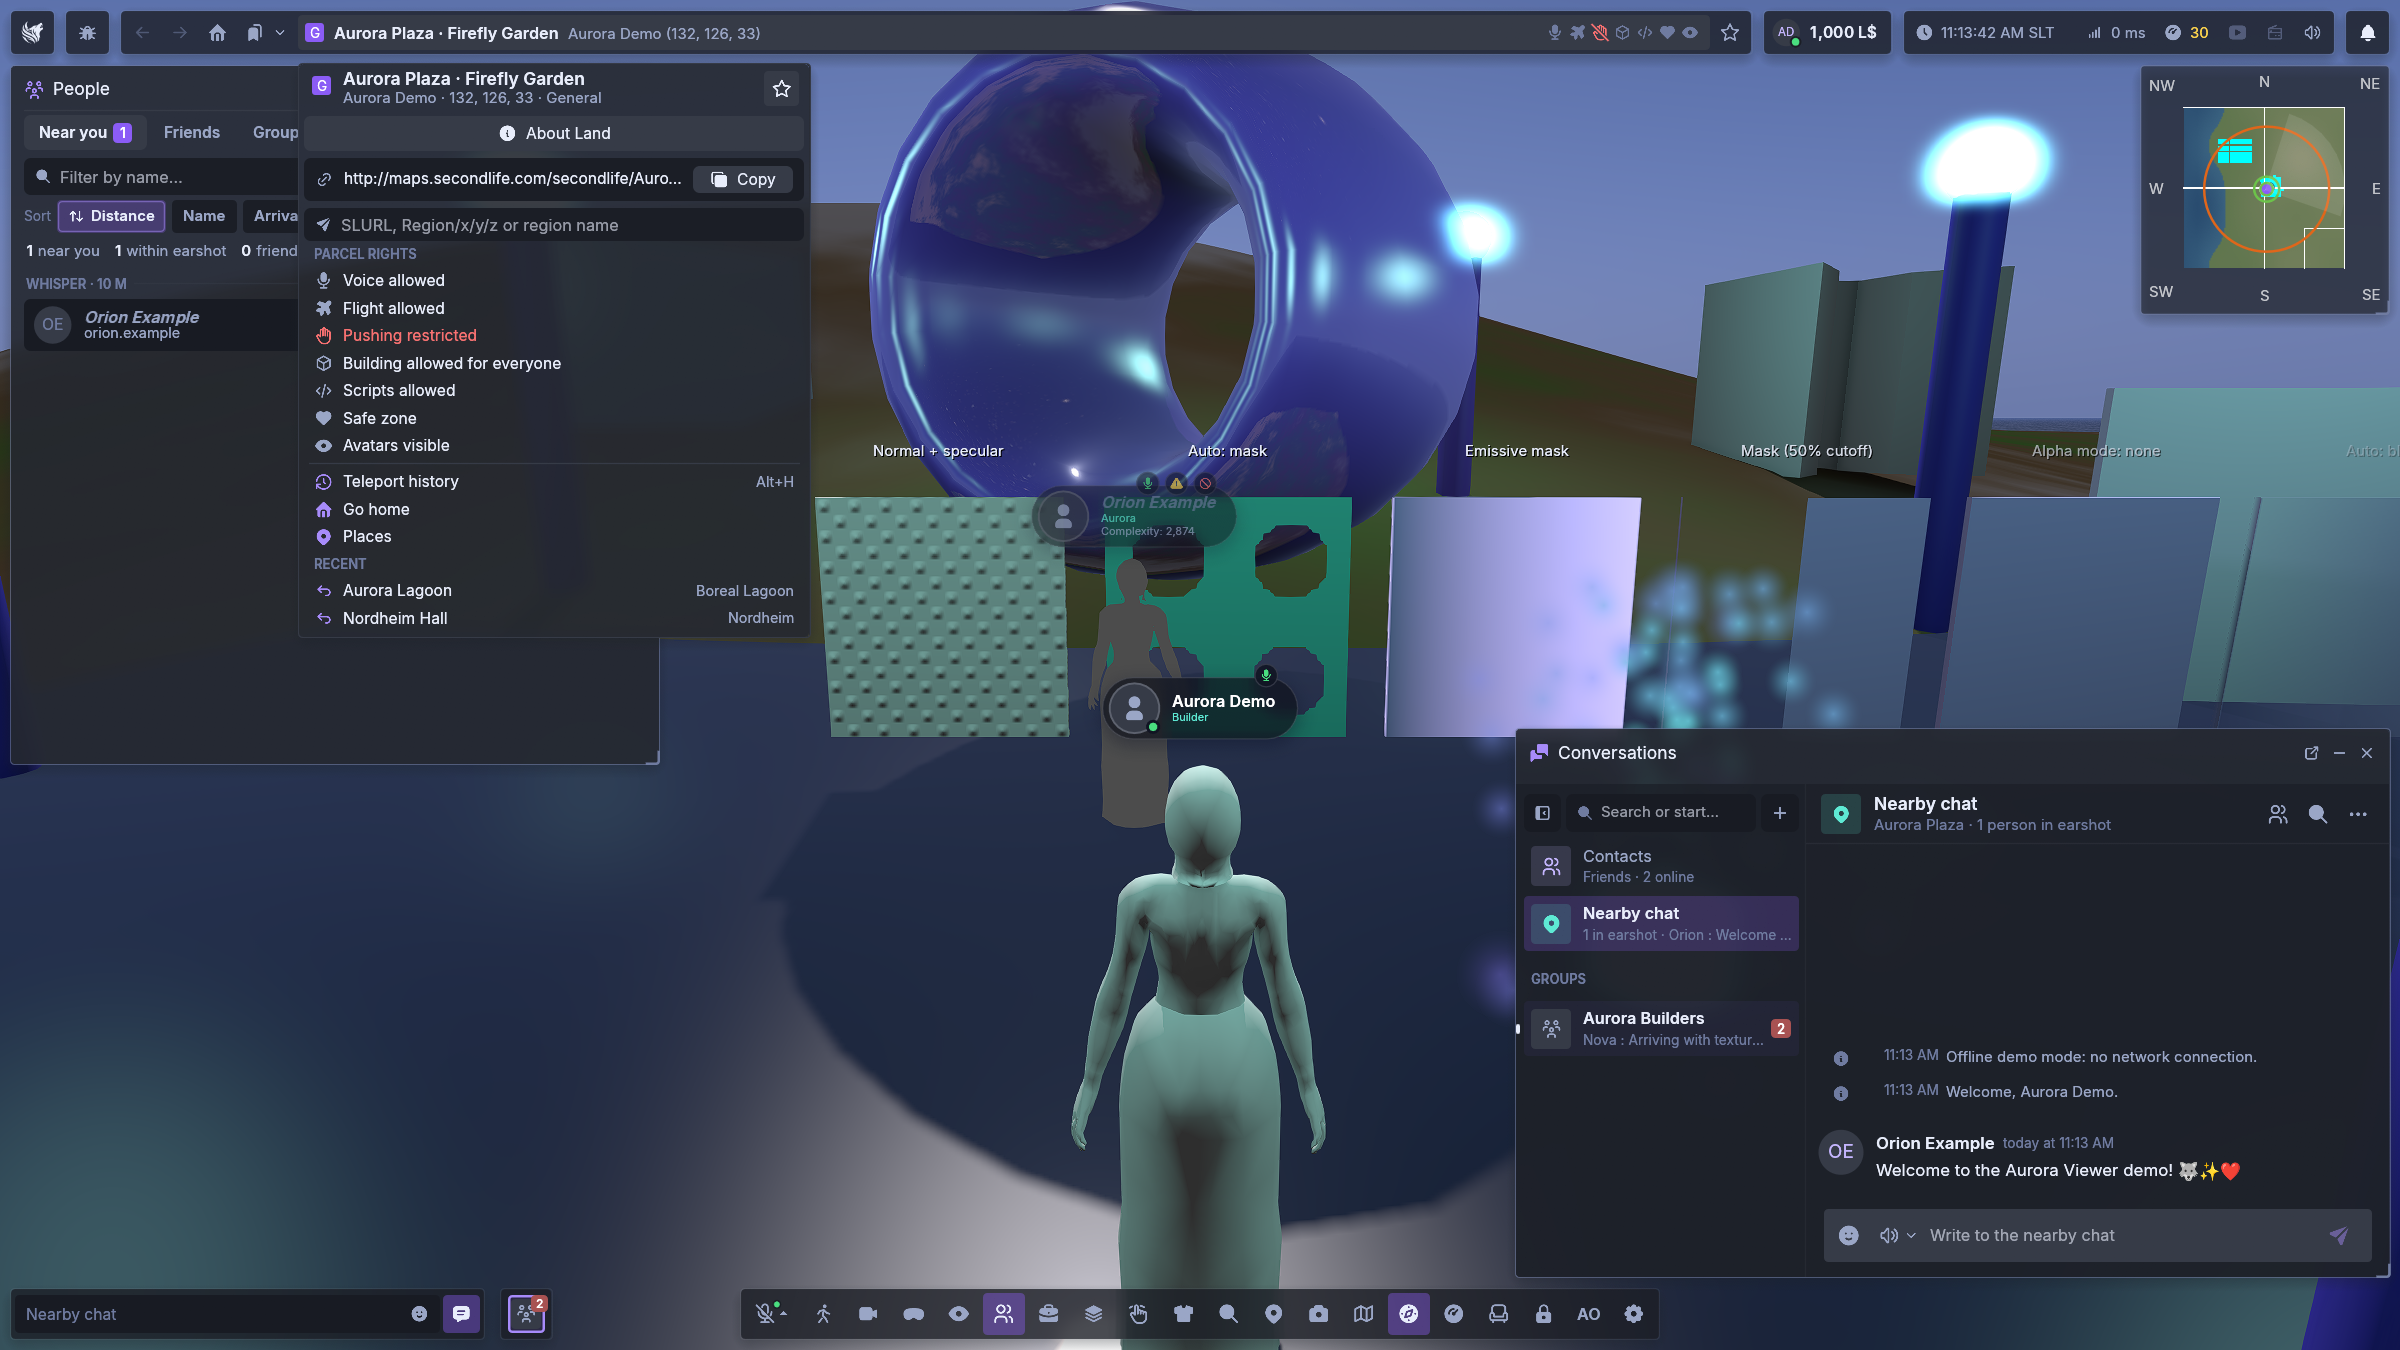 G Aurora Plaza · Firefly Garden Aurora Demo (132, 126, 33)
AD 1,000 L$
11:13:42 AM SLT 0 ms 30
People
Near you 1 Friends Group
Filter by name...
Sort Distance Name Arriva
1 near you 1 within earshot 0 friend
WHISPER · 10 M
OE Orion Example
orion.example
G Aurora Plaza · Firefly Garden
Aurora Demo · 132, 126, 33 · General
About Land
http://maps.secondlife.com/secondlife/Auro... Copy
SLURL, Region/x/y/z or region name
PARCEL RIGHTS
Voice allowed
Flight allowed
Pushing restricted
Building allowed for everyone
Scripts allowed
Safe zone
Avatars visible
Teleport history Alt+H
Go home
Places
RECENT
Aurora Lagoon Boreal Lagoon
Nordheim Hall Nordheim
NW N NE
W E
SW S SE
Normal + specular Auto: mask Emissive mask Mask (50% cutoff) Alpha mode: none Auto: bl
Orion Example
Aurora
Complexity: 2,874
Aurora Demo
Builder
Conversations
Search or start...
Contacts
Friends · 2 online
Nearby chat
1 in earshot · Orion : Welcome ...
GROUPS
Aurora Builders
Nova : Arriving with textur... 2
Nearby chat
Aurora Plaza · 1 person in earshot
11:13 AM Offline demo mode: no network connection.
11:13 AM Welcome, Aurora Demo.
OE Orion Example today at 11:13 AM
Welcome to the Aurora Viewer demo! 🐺✨❤️
Write to the nearby chat
Nearby chat
2
AO